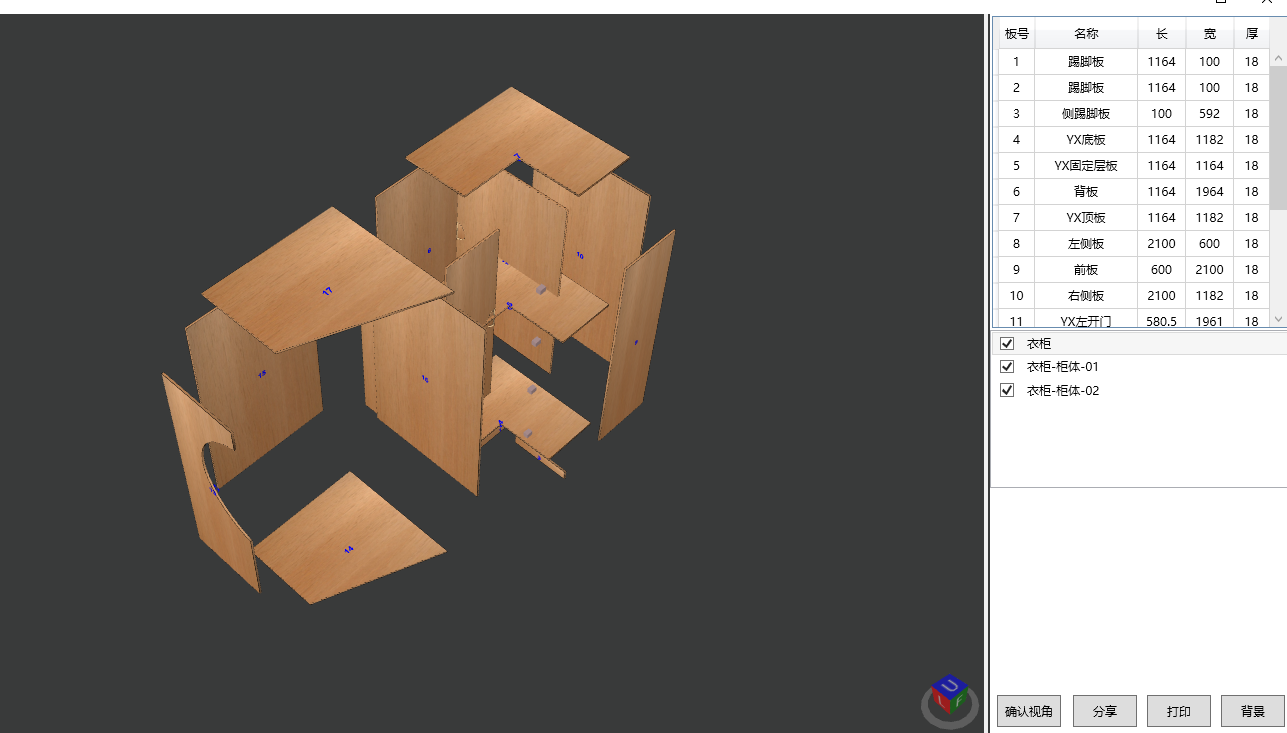 板号 名称 长 宽 厚
1 踢脚板 1164 100 18
2 踢脚板 1164 100 18
3 侧踢脚板 100 592 18
4 YX底板 1164 1182 18
5 YX固定层板 1164 1164 18
6 背板 1164 1964 18
7 YX顶板 1164 1182 18
8 左侧板 2100 600 18
9 前板 600 2100 18
10 右侧板 2100 1182 18
11 YX左开门 580.5 1961 18
衣柜
衣柜-柜体-01
衣柜-柜体-02
7
10
17
14
U
L F
确认视角 分享 打印 背景